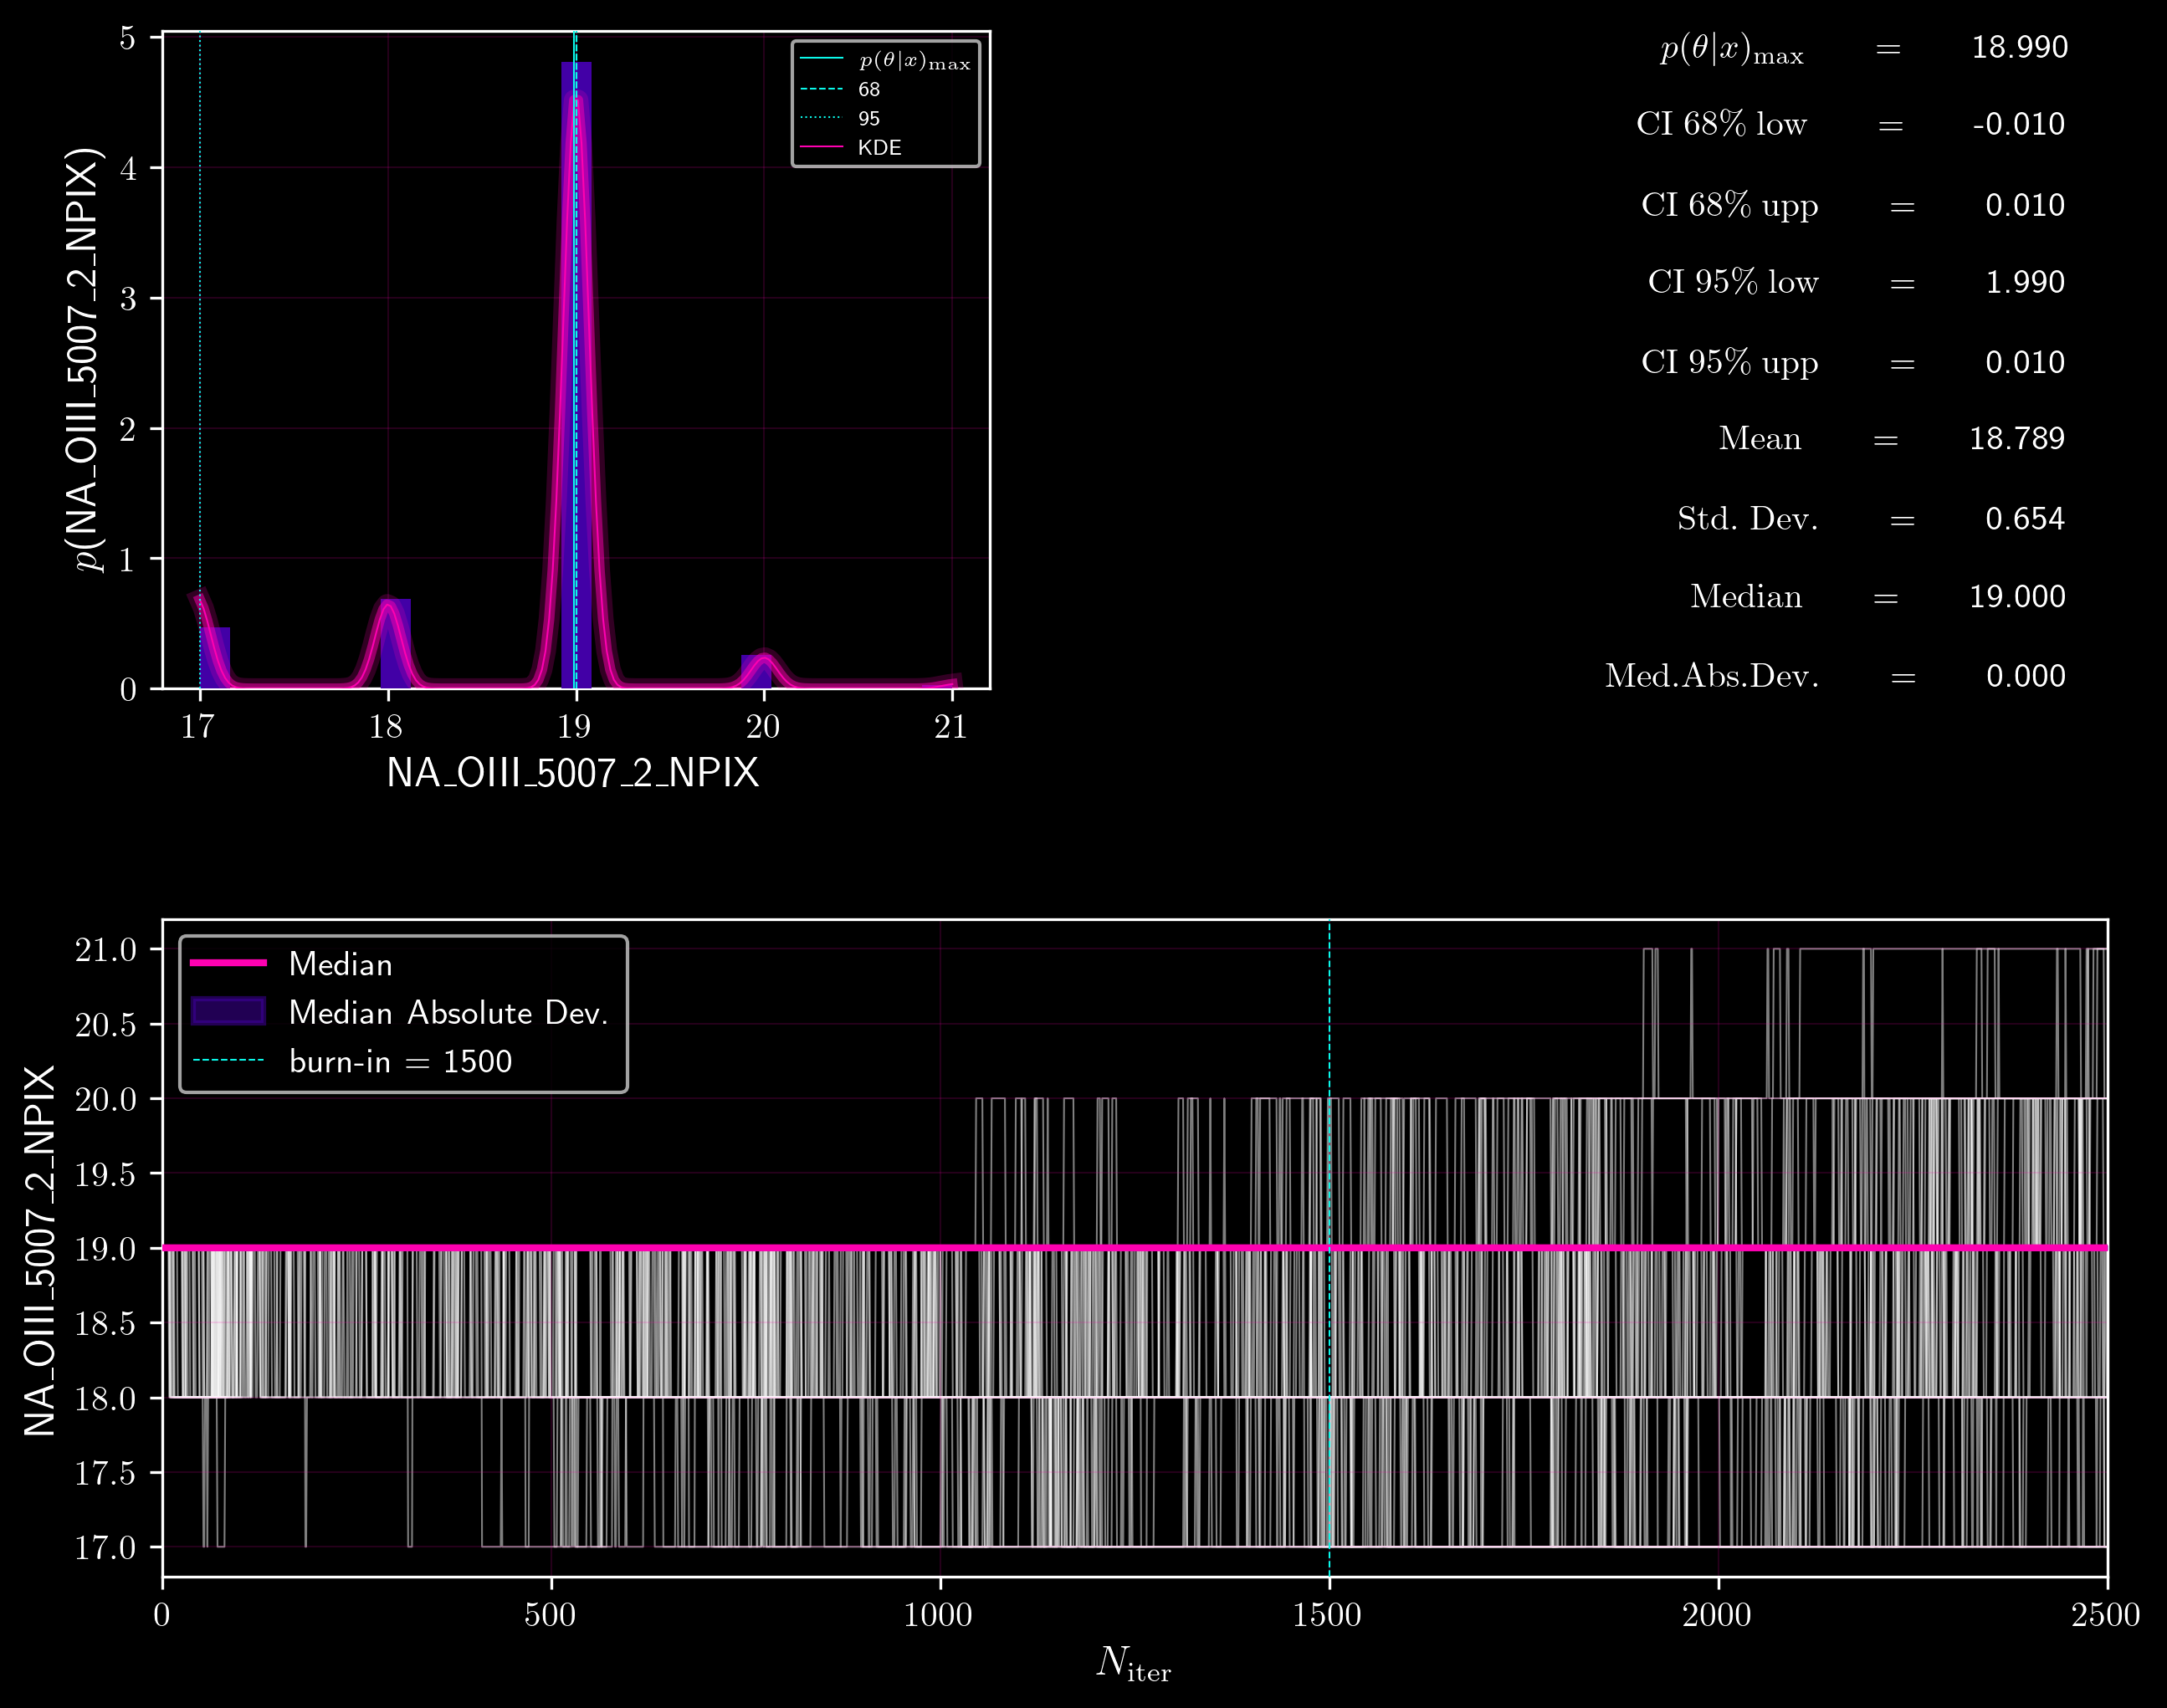 p(NA_OIII_5007_2_NPIX)
5
4
3
2
1
0
p(θ|x)max
68
95
KDE
17 18 19 20 21
NA_OIII_5007_2_NPIX
p(θ|x)max = 18.990
CI 68% low = -0.010
CI 68% upp = 0.010
CI 95% low = 1.990
CI 95% upp = 0.010
Mean = 18.789
Std. Dev. = 0.654
Median = 19.000
Med.Abs.Dev. = 0.000
NA_OIII_5007_2_NPIX
21.0
20.5
20.0
19.5
19.0
18.5
18.0
17.5
17.0
Median
Median Absolute Dev.
burn-in = 1500
0 500 1000 1500 2000 2500
Niter